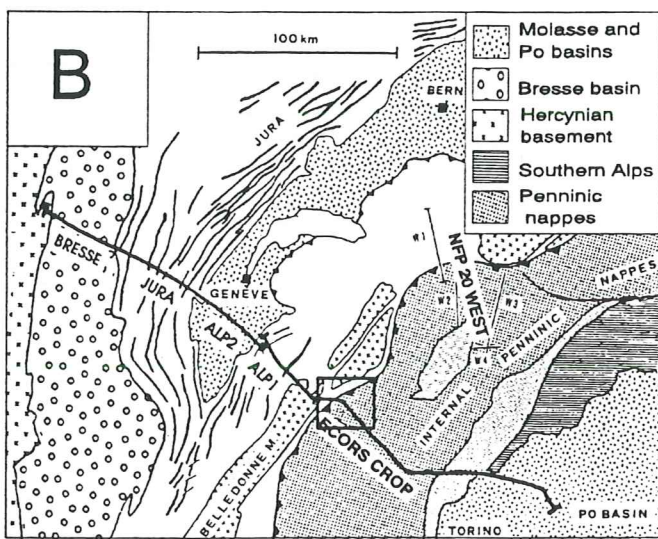 B
100 km
Molasse and
Po basins
Bresse basin
Hercynian
basement
Southern Alps
Penninic
nappes
BERN
JURA
BRESSE
JURA
GENÈVE
ALP2
ALP1
W1
W2
NFP 20 WEST
W3
W4
NAPPES
PENNINIC
INTERNAL
ECORS CROP
BELLEDONNE M.
TORINO
PO BASIN